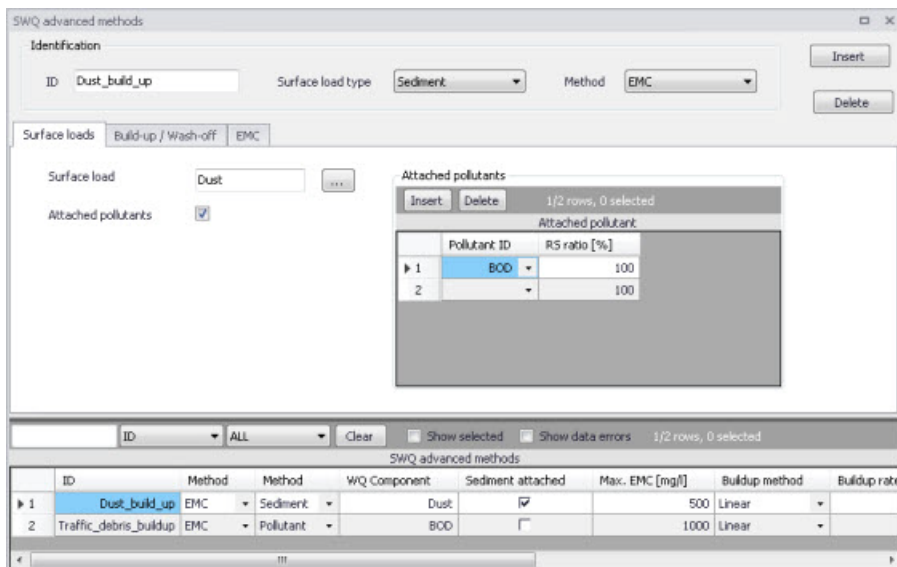 SWQ advanced methods
Identification
ID Dust_build_up Surface load type Sediment Method EMC
Insert
Delete
Surface loads Build-up / Wash-off EMC
Surface load Dust ...
Attached pollutants
Attached pollutants
Insert Delete 1/2 rows, 0 selected
Attached pollutant
Pollutant ID RS ratio [%]
1 BOD 100
2 100
ID ALL Clear Show selected Show data errors 1/2 rows, 0 selected
SWQ advanced methods
ID Method Method WQ Component Sediment attached Max. EMC [mg/l] Buildup method Buildup rate
1 Dust_build_up EMC Sediment Dust 500 Linear
2 Traffic_debris_buildup EMC Pollutant BOD 1000 Linear